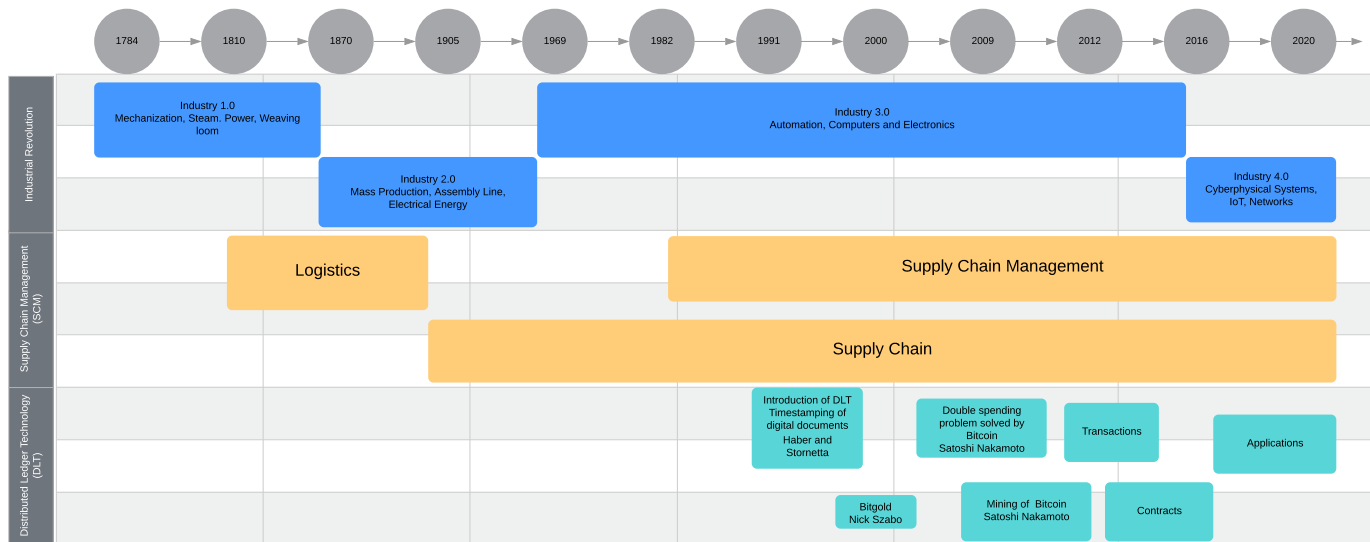 1784
1810
1870
1905
1969
1982
1991
2000
2009
2012
2016
2020
Industrial Revolution
Industry 1.0
Mechanization, Steam. Power, Weaving
loom
Industry 3.0
Automation, Computers and Electronics
Industry 2.0
Mass Production, Assembly Line,
Electrical Energy
Industry 4.0
Cyberphysical Systems,
IoT, Networks
Supply Chain Management
(SCM)
Logistics
Supply Chain Management
Supply Chain
Distributed Ledger Technology
(DLT)
Introduction of DLT
Timestamping of
digital documents
Haber and
Stornetta
Double spending
problem solved by
Bitcoin
Satoshi Nakamoto
Transactions
Applications
Bitgold
Nick Szabo
Mining of Bitcoin
Satoshi Nakamoto
Contracts